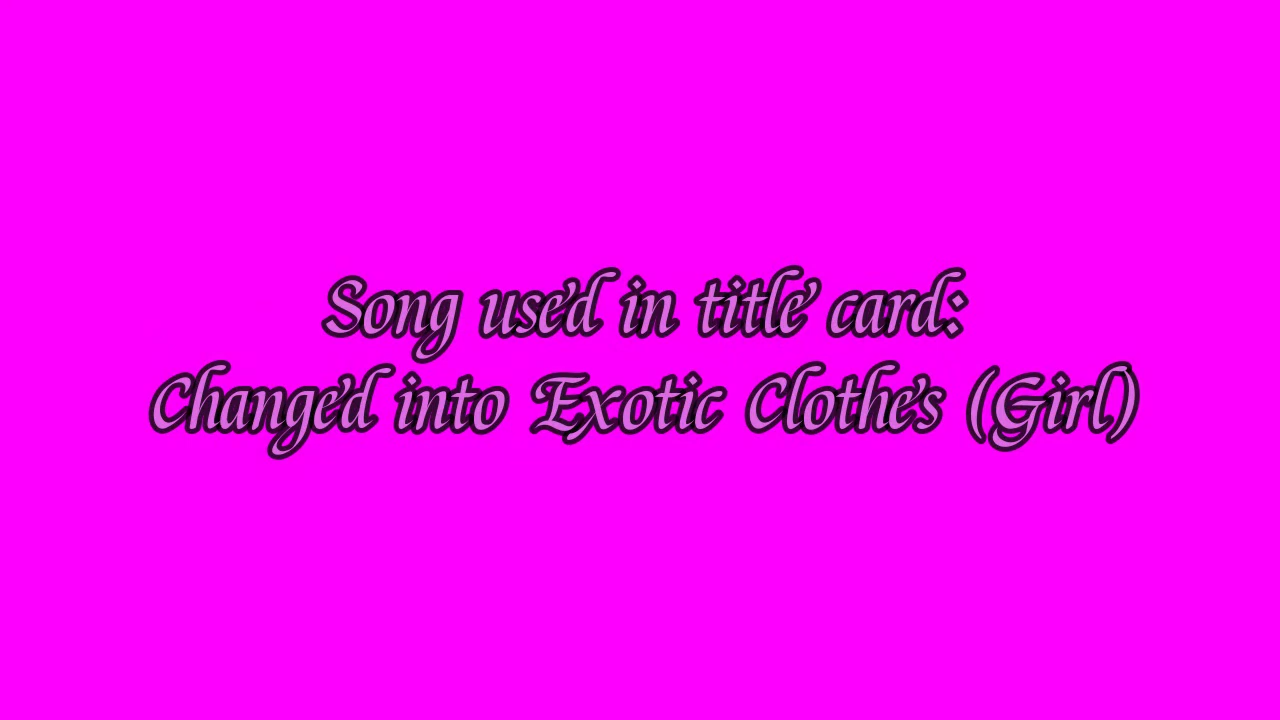 Song used in title card:
Changed into Exotic Clothes (Girl)